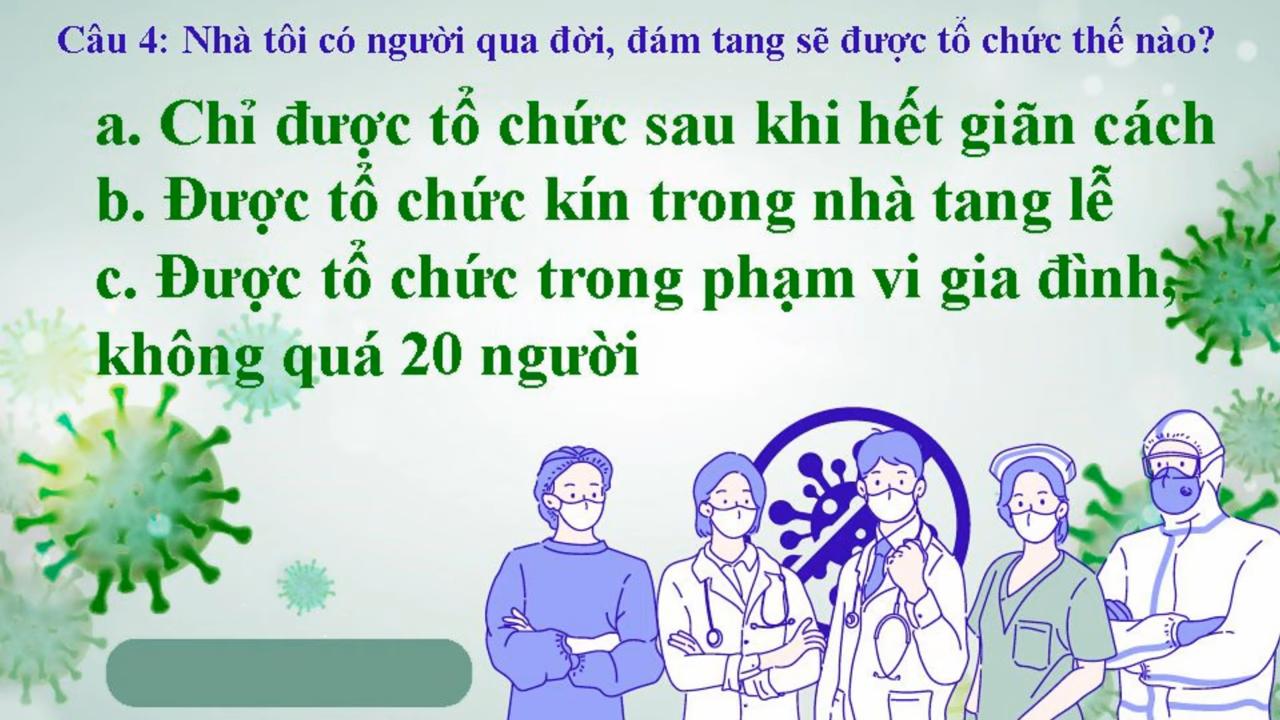 Câu 4: Nhà tôi có người qua đời, đám tang sẽ được tổ chức thế nào?
a. Chỉ được tổ chức sau khi hết giãn cách
b. Được tổ chức kín trong nhà tang lễ
c. Được tổ chức trong phạm vi gia đình,
không quá 20 người